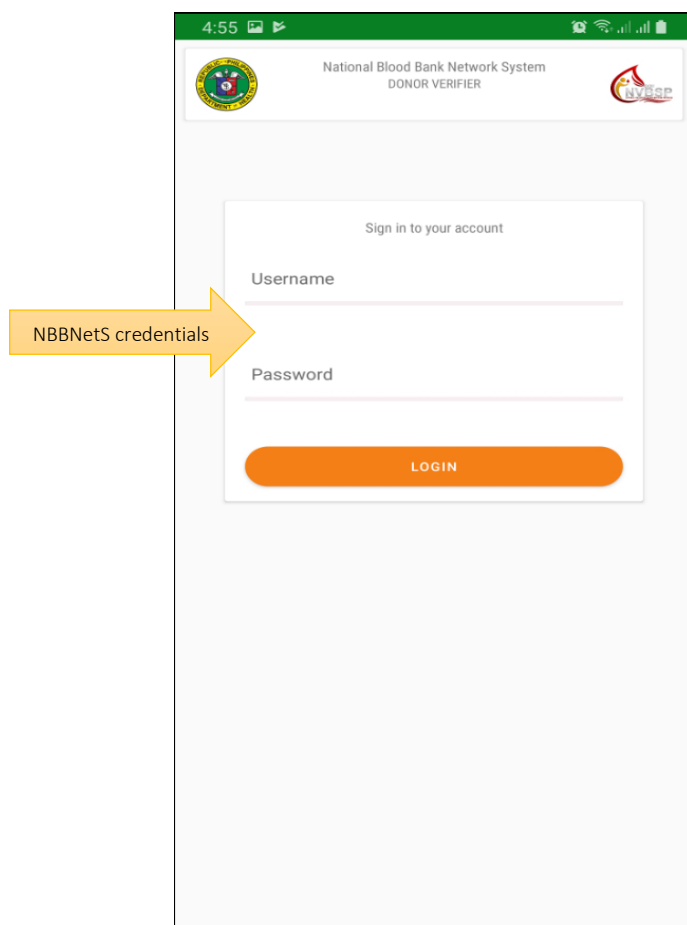 4:55
National Blood Bank Network System
DONOR VERIFIER
NVBSP
Sign in to your account
Username
NBBNetS credentials
Password
LOGIN